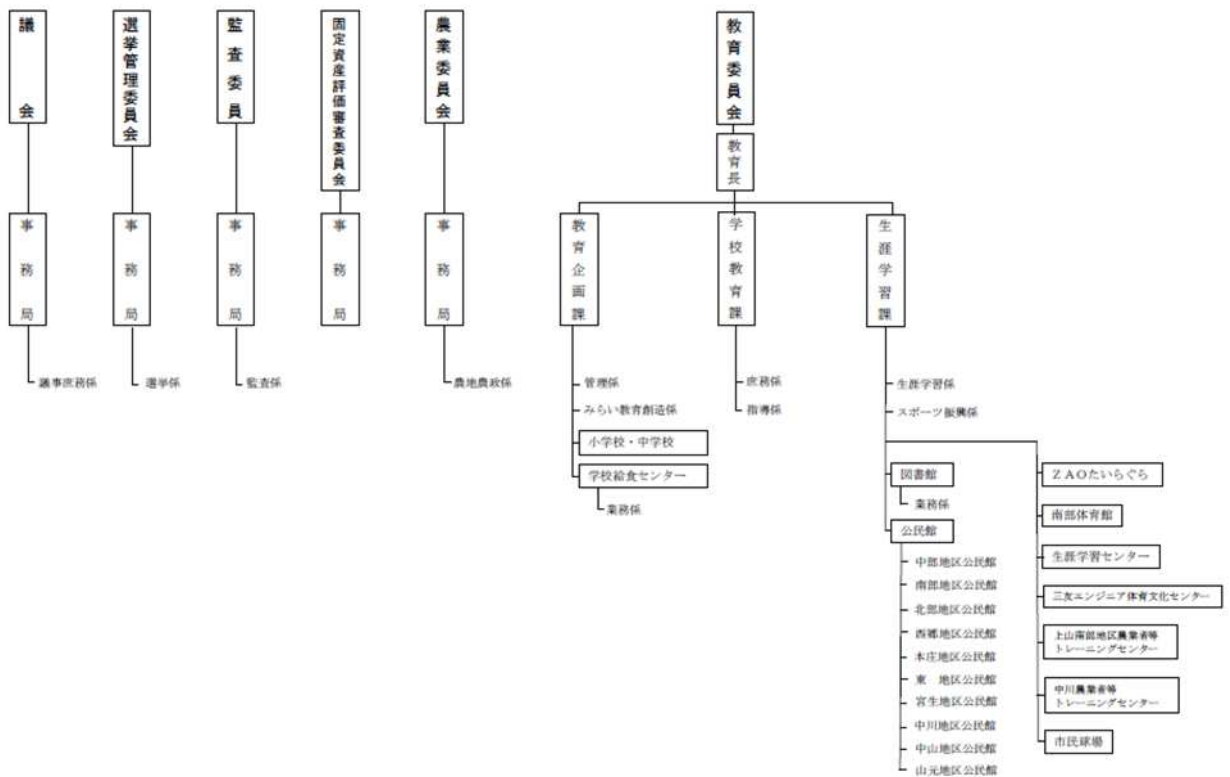 議会
選挙管理委員会
監査委員
固定資産評価審査委員会
農業委員会
教育委員会
教育長
事務局
事務局
事務局
事務局
事務局
教育企画課
学校教育課
生涯学習課
議事庶務係
選挙係
監査係
農地農政係
管理係
みらい教育創造係
小学校・中学校
学校給食センター
業務係
庶務係
指導係
生涯学習係
スポーツ振興係
図書館
業務係
公民館
中部地区公民館
南部地区公民館
北部地区公民館
西郷地区公民館
本庄地区公民館
東　地区公民館
宮生地区公民館
中川地区公民館
中山地区公民館
山元地区公民館
ＺＡＯたいらぐら
南部体育館
生涯学習センター
三友エンジニア体育文化センター
上山南部地区農業者等
トレーニングセンター
中川農業者等
トレーニングセンター
市民球場